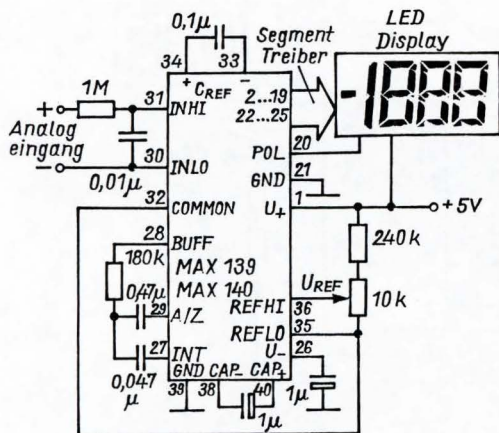 LED
Display
0,1µ
Segment
Treiber
34
33
+
-
C REF
-1888
1M
31
INHI
2...19
22...25
+
Analog
eingang
-
POL
20
30
INLO
0,01µ
GND
21
32
COMMON
U+
1
+5V
28
BUFF
180k
240k
MAX 139
MAX 140
0,47µ
29
A/Z
REFHI
36
U REF
10k
REFLO
35
27
INT
U-
26
0,047
µ
GND
CAP-
CAP+
39
38
40
1µ
1µ